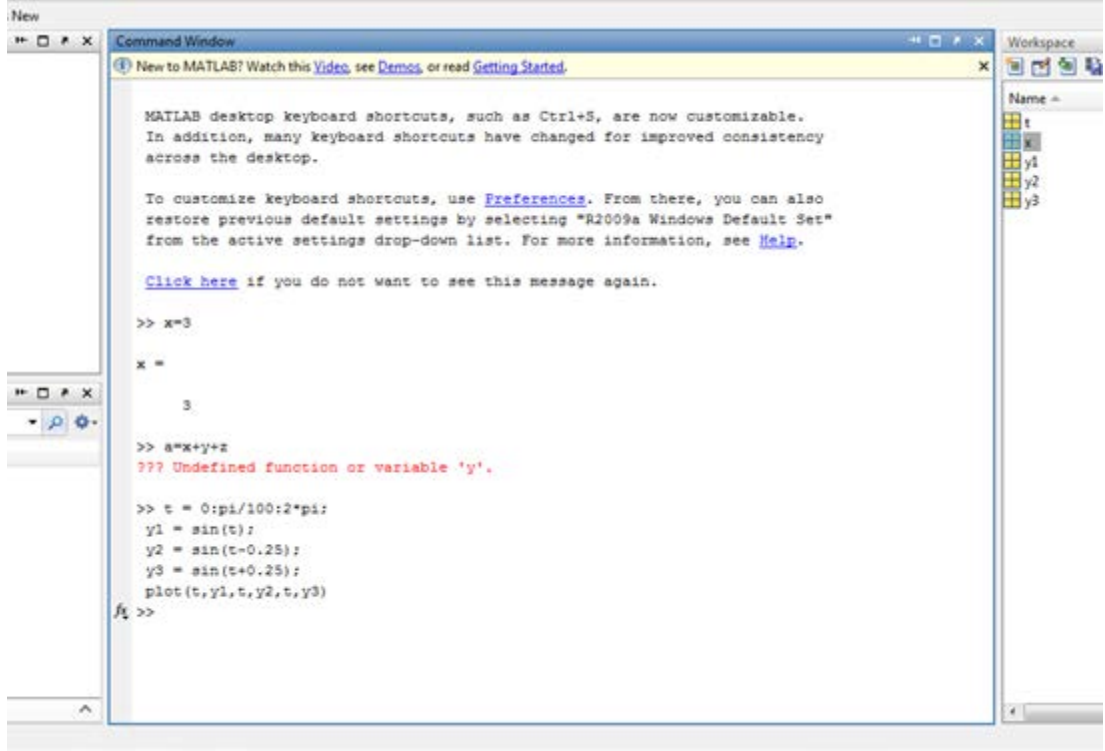 New
Command Window
New to MATLAB? Watch this Video, see Demos, or read Getting Started.
MATLAB desktop keyboard shortcuts, such as Ctrl+S, are now customizable.
In addition, many keyboard shortcuts have changed for improved consistency
across the desktop.
To customize keyboard shortcuts, use Preferences. From there, you can also
restore previous default settings by selecting "R2009a Windows Default Set"
from the active settings drop-down list. For more information, see Help.
Click here if you do not want to see this message again.
>> x=3
x =
3
>> a=x+y+z
??? Undefined function or variable 'y'.
>> t = 0:pi/100:2*pi;
y1 = sin(t);
y2 = sin(t-0.25);
y3 = sin(t+0.25);
plot(t,y1,t,y2,t,y3)
fx >>
Workspace
Name
t
x
y1
y2
y3